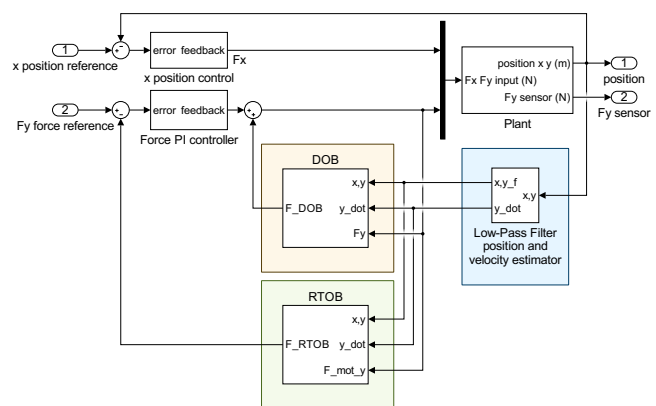 1
x position reference
error feedback
x position control
Fx
2
Fy force reference
error feedback
Force PI controller
Fx Fy input (N)
position x y (m)
Fy sensor (N)
Plant
1
position
2
Fy sensor
DOB
x,y
F_DOB
y_dot
Fy
x,y_f
x,y
y_dot
Low-Pass Filter
position and
velocity estimator
RTOB
x,y
F_RTOB
y_dot
F_mot_y